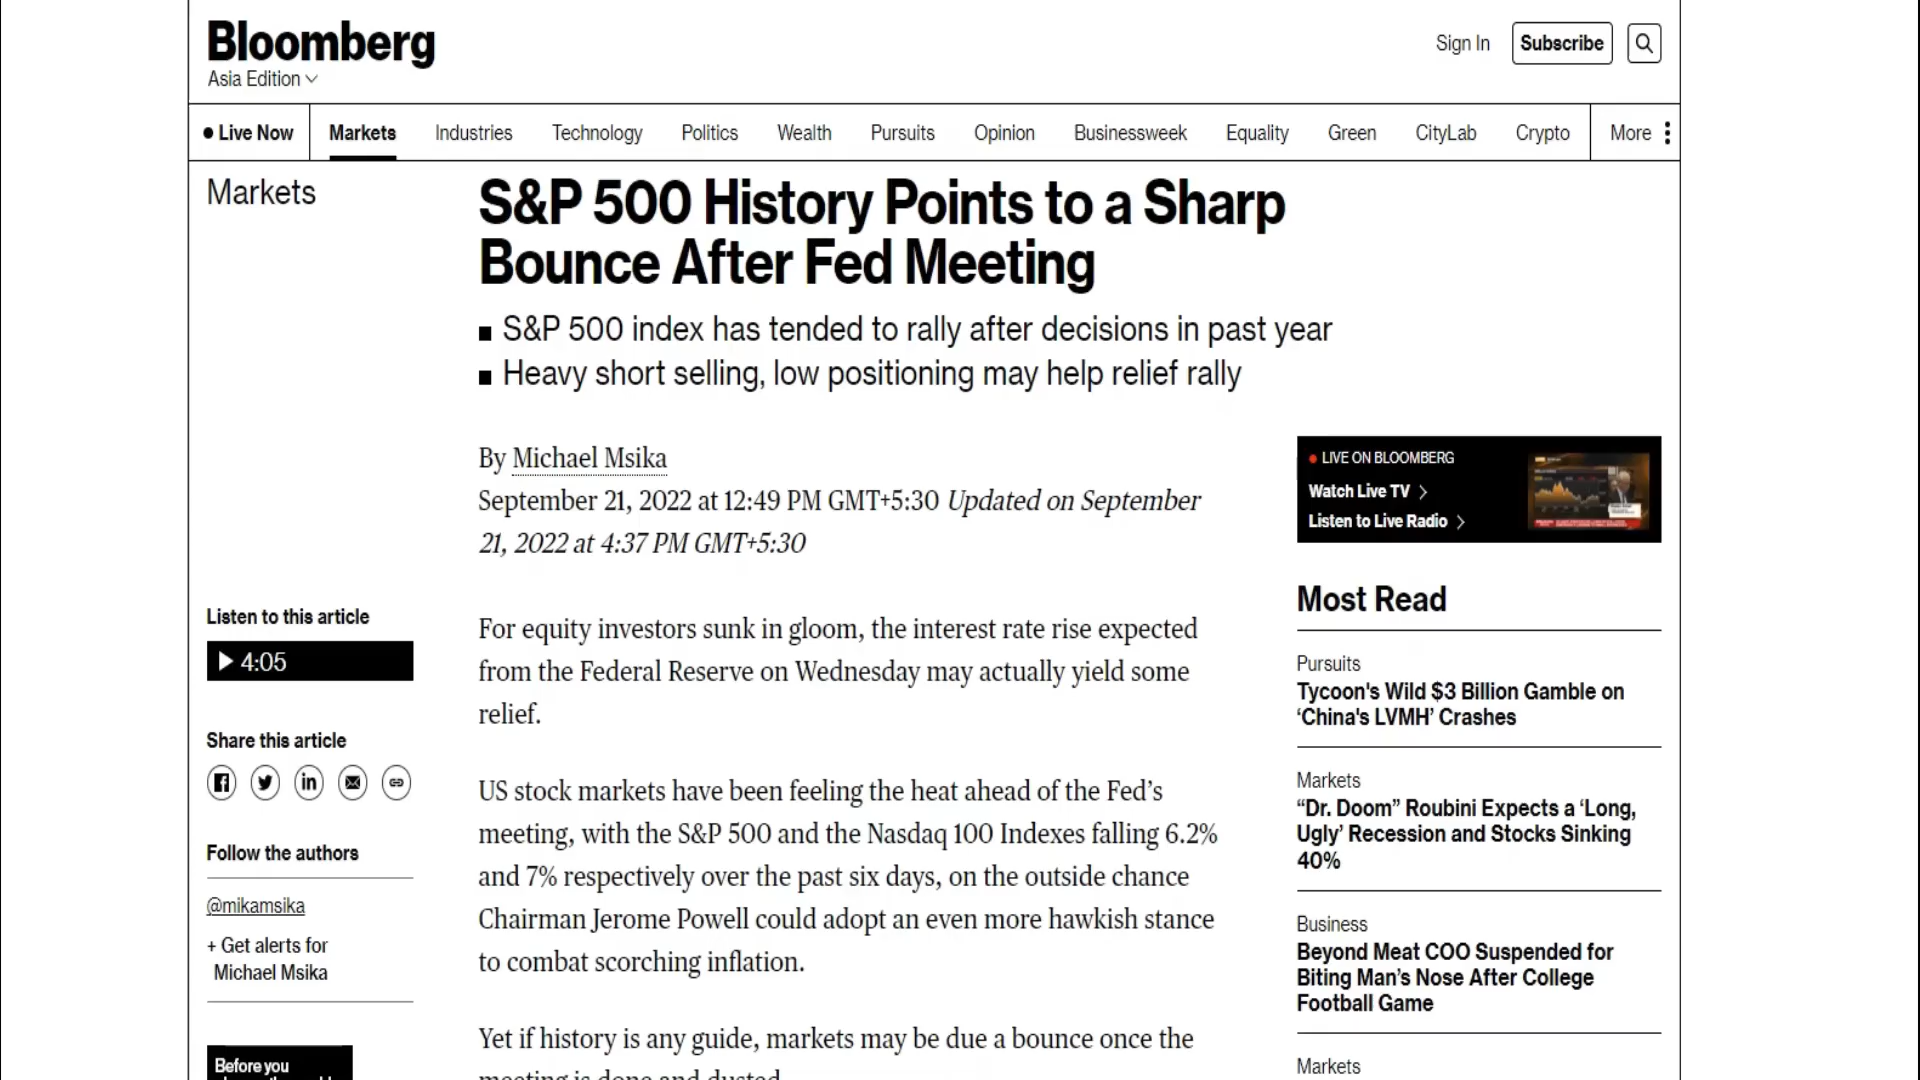 Bloomberg
Asia Edition
Sign In
Subscribe
Live Now
Markets
Industries
Technology
Politics
Wealth
Pursuits
Opinion
Businessweek
Equality
Green
CityLab
Crypto
More
Markets
S&P 500 History Points to a Sharp
Bounce After Fed Meeting
■ S&P 500 index has tended to rally after decisions in past year
■ Heavy short selling, low positioning may help relief rally
By Michael Msika
September 21, 2022 at 12:49 PM GMT+5:30 Updated on September
21, 2022 at 4:37 PM GMT+5:30
Listen to this article
4:05
Share this article
Follow the authors
@mikamsika
+ Get alerts for
Michael Msika
Before you
For equity investors sunk in gloom, the interest rate rise expected
from the Federal Reserve on Wednesday may actually yield some
relief.
US stock markets have been feeling the heat ahead of the Fed’s
meeting, with the S&P 500 and the Nasdaq 100 Indexes falling 6.2%
and 7% respectively over the past six days, on the outside chance
Chairman Jerome Powell could adopt an even more hawkish stance
to combat scorching inflation.
Yet if history is any guide, markets may be due a bounce once the
meeting is done and dusted.
LIVE ON BLOOMBERG
Watch Live TV
Listen to Live Radio
Most Read
Pursuits
Tycoon's Wild $3 Billion Gamble on
‘China's LVMH’ Crashes
Markets
“Dr. Doom” Roubini Expects a ‘Long,
Ugly’ Recession and Stocks Sinking
40%
Business
Beyond Meat COO Suspended for
Biting Man’s Nose After College
Football Game
Markets